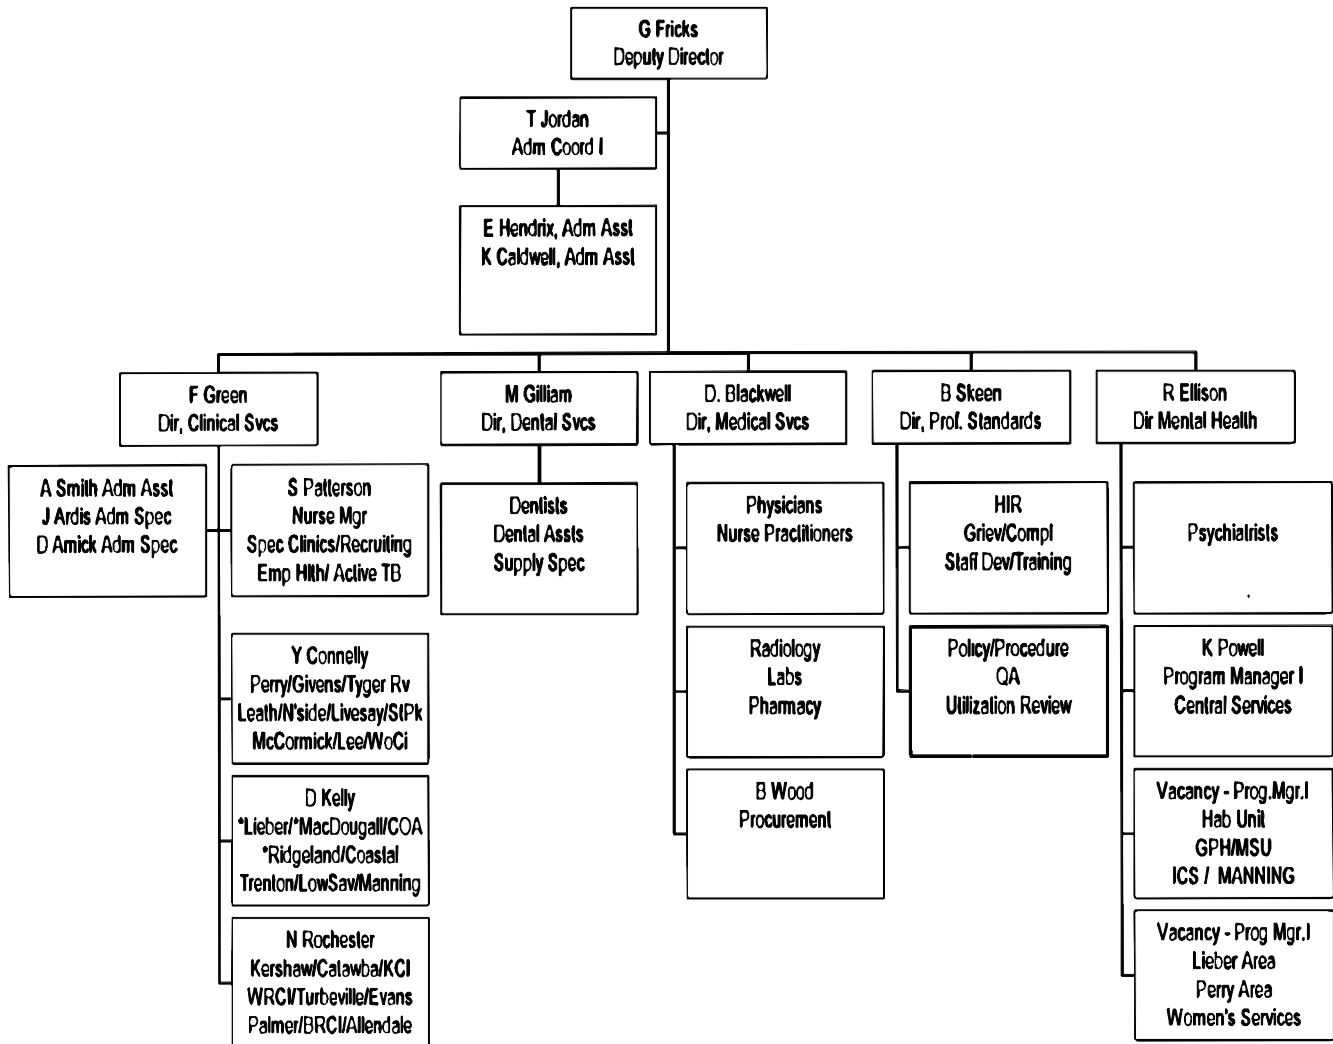 G Fricks
Deputy Director
T Jordan
Adm Coord I
E Hendrix, Adm Asst
K Caldwell, Adm Asst
F Green
Dir, Clinical Svcs
M Gilliam
Dir, Dental Svcs
D. Blackwell
Dir, Medical Svcs
B Skeen
Dir, Prof. Standards
R Ellison
Dir Mental Health
A Smith Adm Asst
J Ardis Adm Spec
D Amick Adm Spec
S Patterson
Nurse Mgr
Spec Clinics/Recruiting
Emp Hlth/ Active TB
Y Connelly
Perry/Givens/Tyger Rv
Leath/N'side/Livesay/StPk
McCormick/Lee/WoCi
D Kelly
*Lieber/*MacDougall/COA
*Ridgeland/Coastal
Trenton/LowSav/Manning
N Rochester
Kershaw/Catawba/KCI
WRCI/Turbeville/Evans
Palmer/BRCI/Allendale
Dentists
Dental Assts
Supply Spec
Physicians
Nurse Practitioners
Radiology
Labs
Pharmacy
B Wood
Procurement
HIR
Griev/Compl
Staff Dev/Training
Policy/Procedure
QA
Utilization Review
Psychiatrists
K Powell
Program Manager I
Central Services
Vacancy - Prog.Mgr.I
Hab Unit
GPH/MSU
ICS / MANNING
Vacancy - Prog Mgr.I
Lieber Area
Perry Area
Women's Services